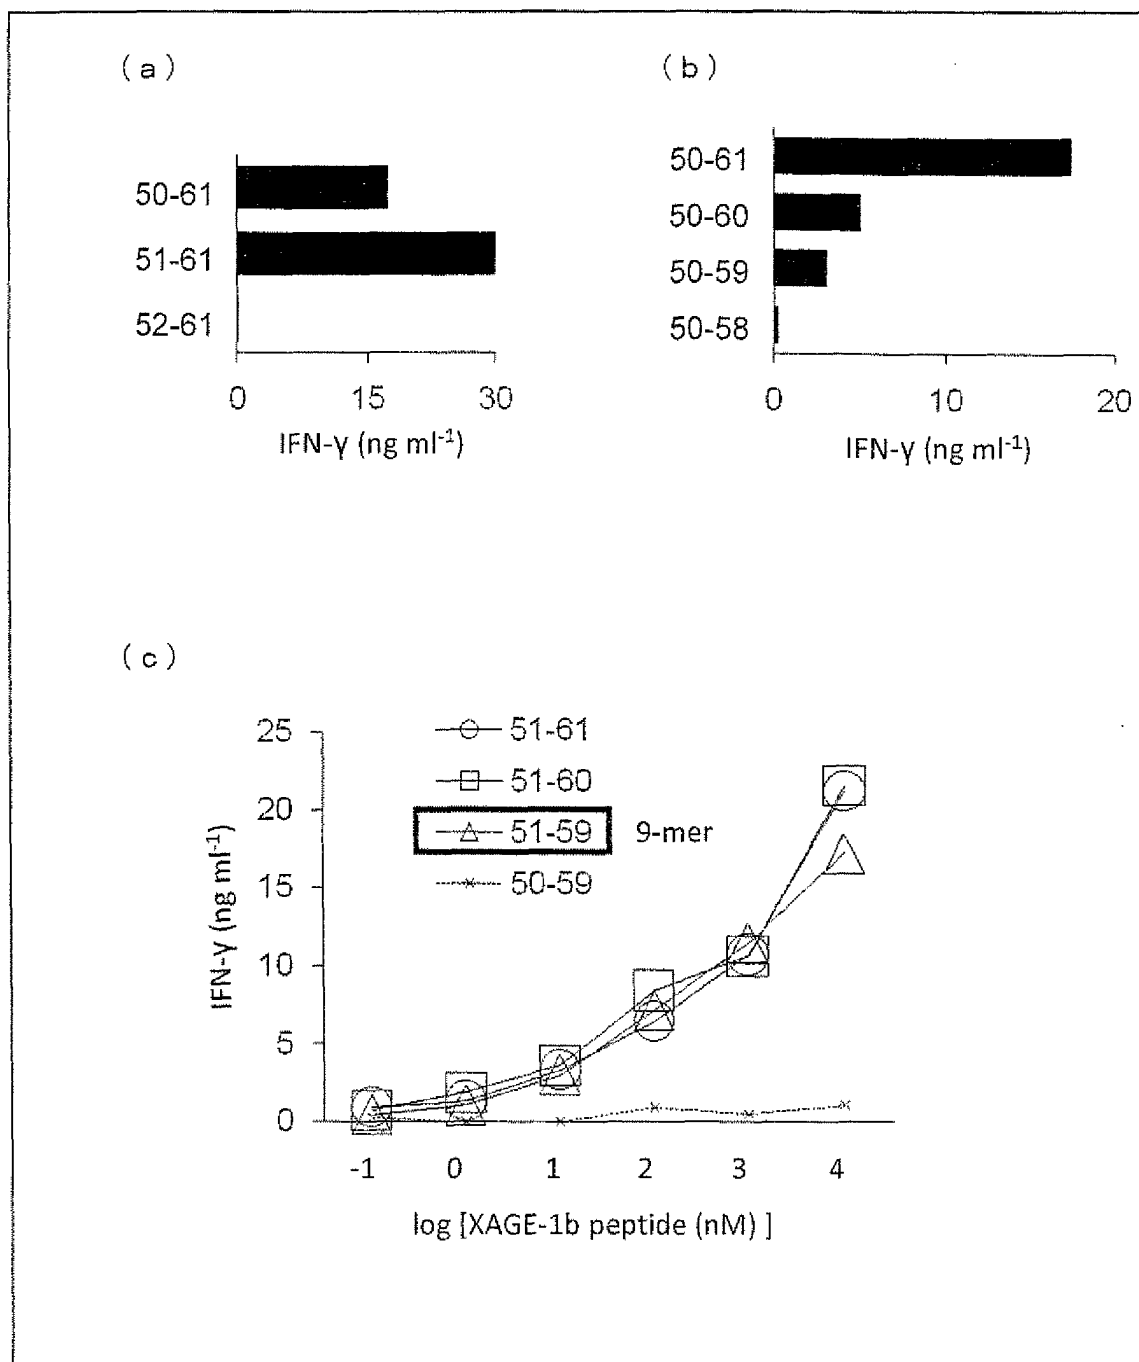 ( a )
50-61
51-61
52-61
0 15 30
IFN-γ (ng ml⁻¹)
( b )
50-61
50-60
50-59
50-58
0 10 20
IFN-γ (ng ml⁻¹)
( c )
25
20
15
10
5
0
IFN-γ (ng ml⁻¹)
51-61
51-60
51-59 9-mer
50-59
-1 0 1 2 3 4
log [XAGE-1b peptide (nM) ]